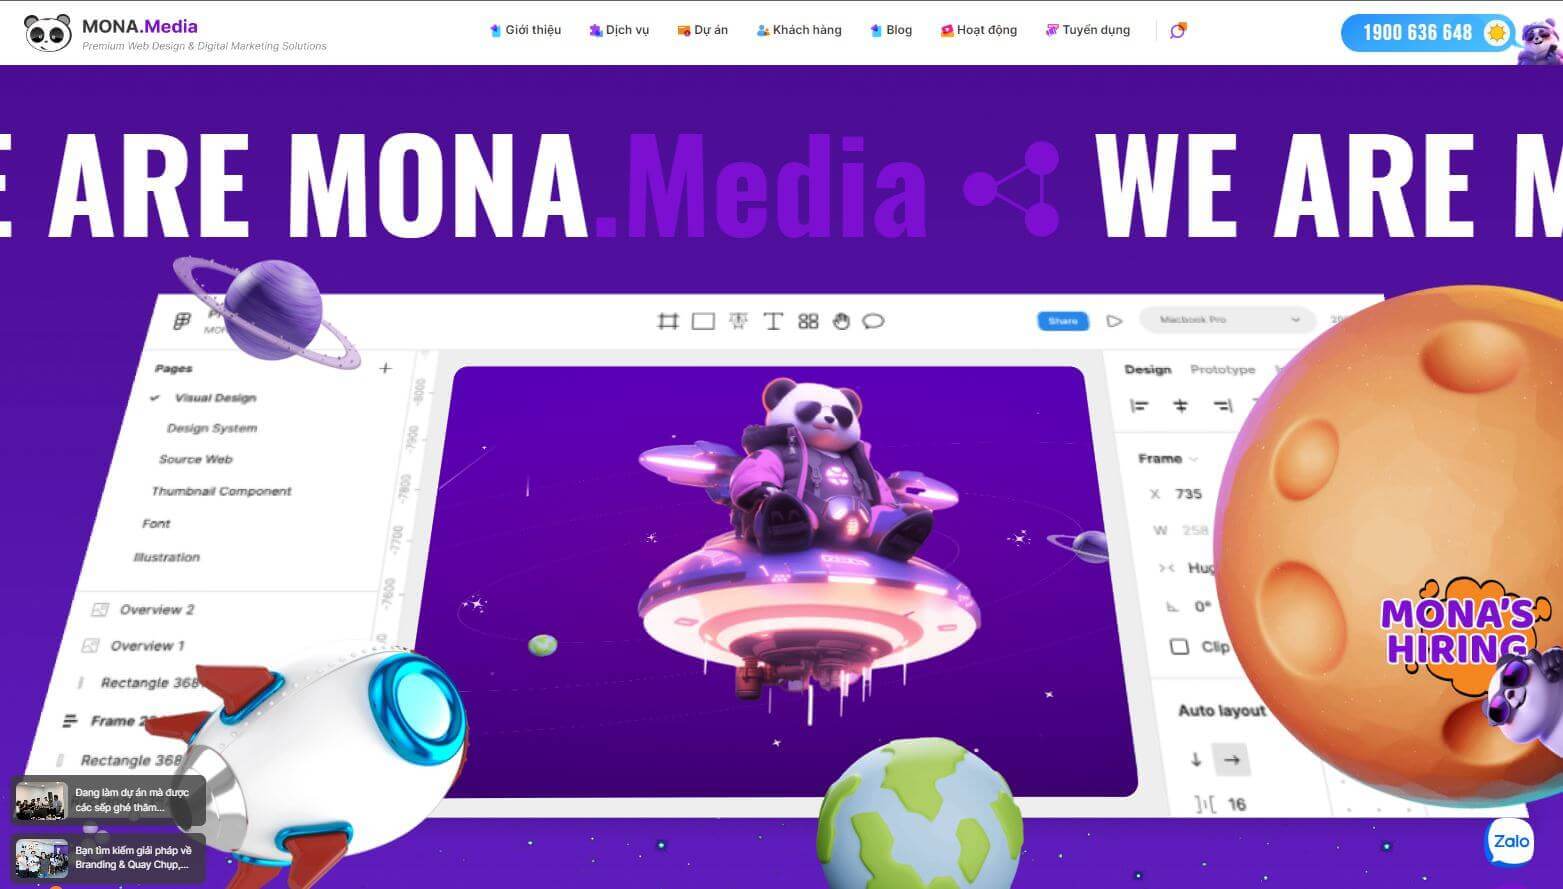 MONA.Media
Premium Web Design & Digital Marketing Solutions
Giới thiệu
Dịch vụ
Dự án
Khách hàng
Blog
Hoạt động
Tuyển dụng
1900 636 648
E ARE MONA.Media WE ARE M
Share
Macbook Pro
Pages
Visual Design
Design System
Source Web
Thumbnail Component
Font
Illustration
Overview 2
Overview 1
Rectangle 368
Frame 2
Rectangle 368
-8000
-7900
-7800
-7700
-7600
Design
Prototype
Frame
X 735
W 258
Hug
0°
Clip
Auto layout
16
MONA'S
HIRING
Đang làm dự án mà được
các sếp ghé thăm...
Bạn tìm kiếm giải pháp về
Branding & Quay Chụp,...
Zalo